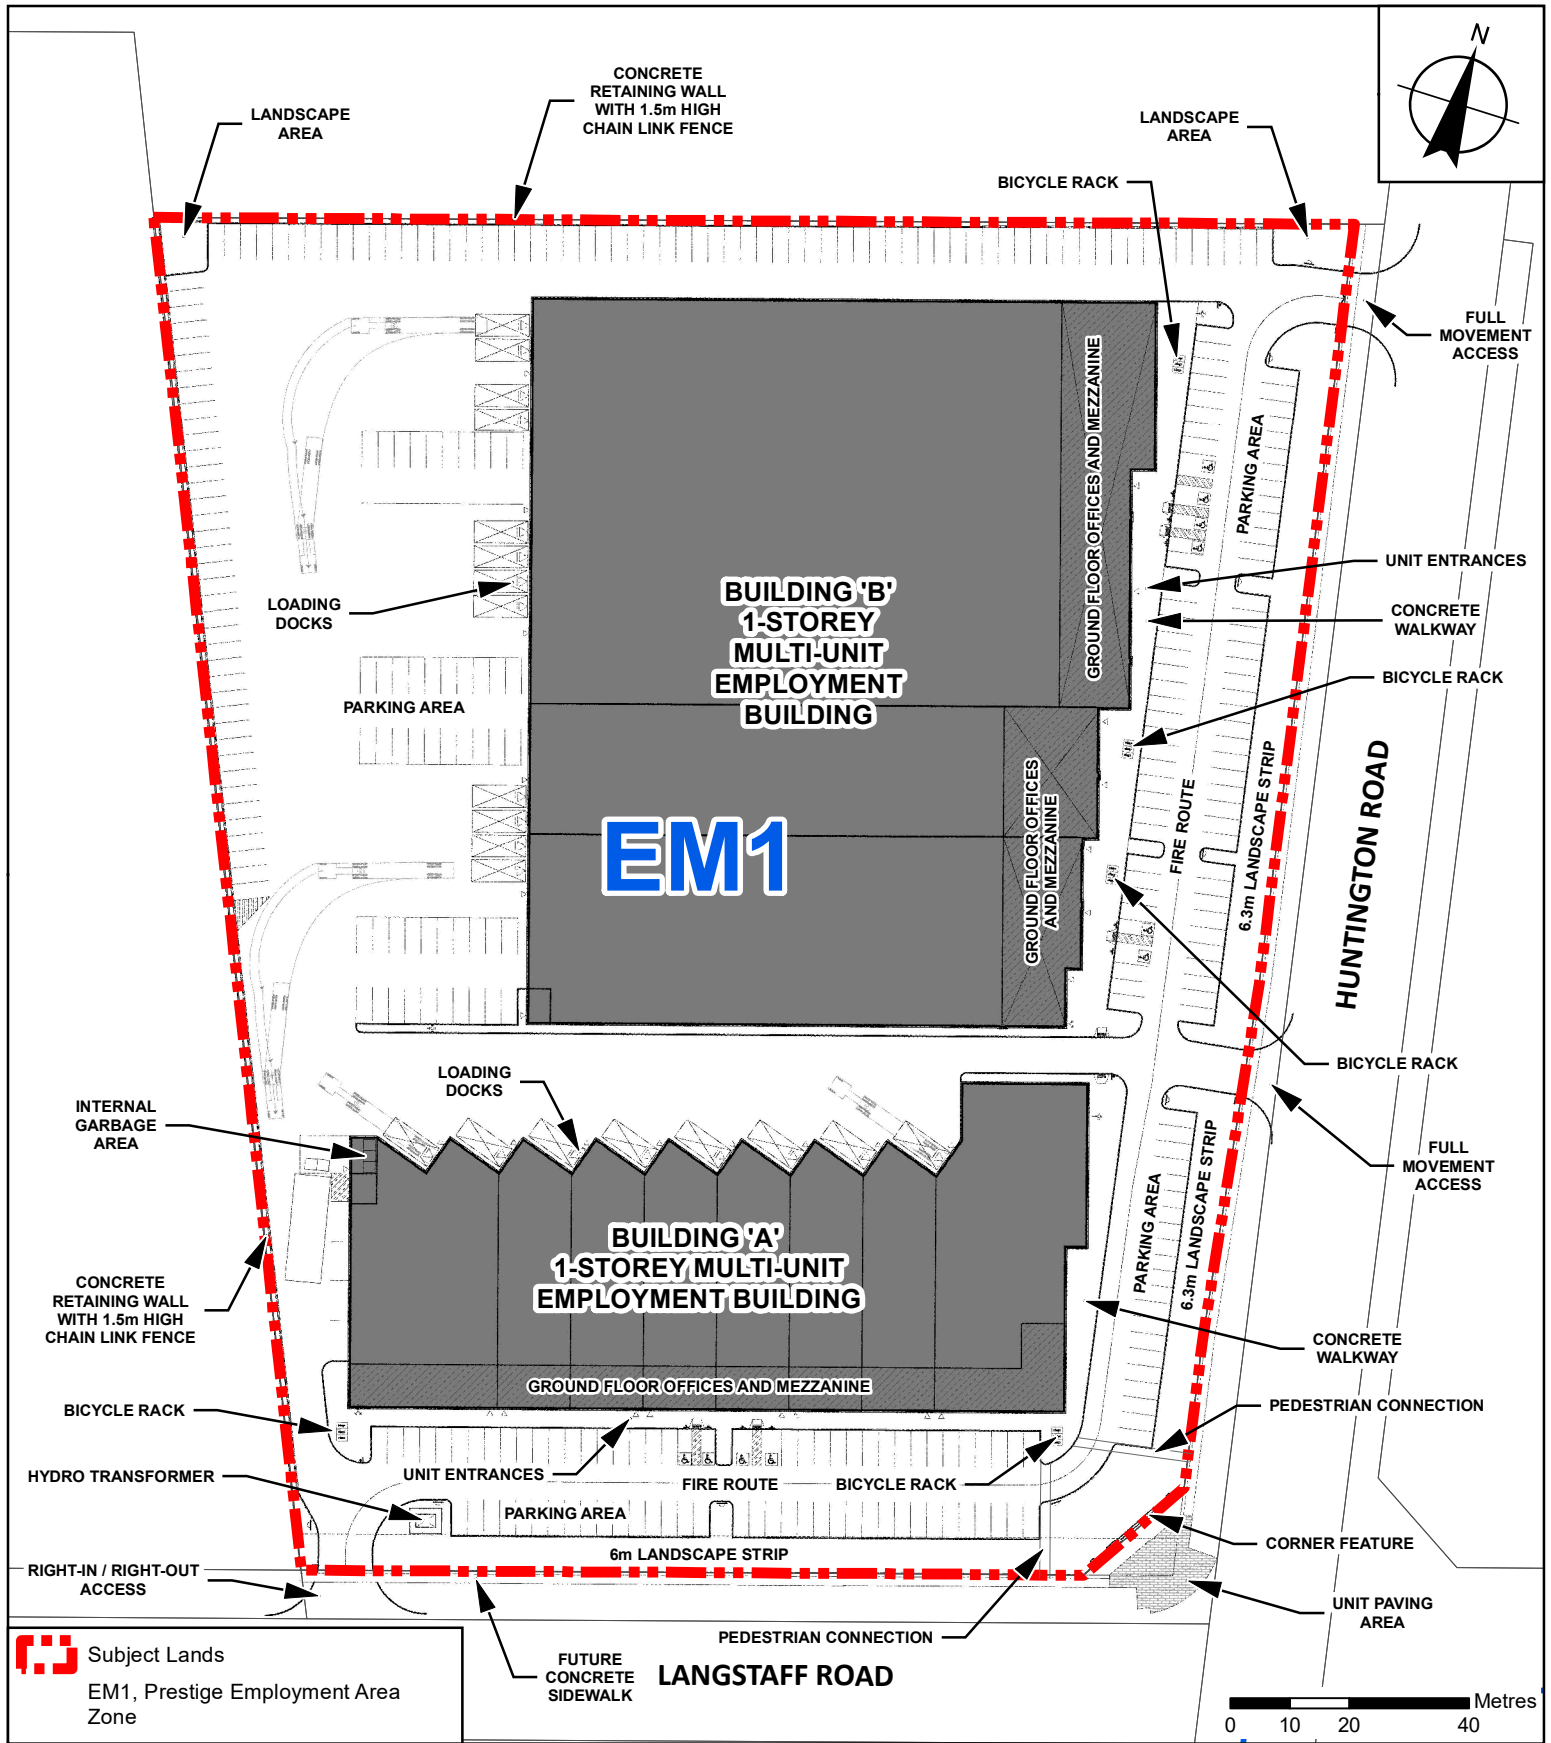 N
CONCRETE
RETAINING WALL
WITH 1.5m HIGH
CHAIN LINK FENCE
LANDSCAPE
AREA
LANDSCAPE
AREA
BICYCLE RACK
FULL
MOVEMENT
ACCESS
GROUND FLOOR OFFICES AND MEZZANINE
PARKING AREA
UNIT ENTRANCES
LOADING
DOCKS
BUILDING 'B'
1-STOREY
MULTI-UNIT
EMPLOYMENT
BUILDING
CONCRETE
WALKWAY
BICYCLE RACK
PARKING AREA
GROUND FLOOR OFFICES
AND MEZZANINE
FIRE ROUTE
6.3m LANDSCAPE STRIP
HUNTINGTON ROAD
EM1
BICYCLE RACK
LOADING
DOCKS
INTERNAL
GARBAGE
AREA
FULL
MOVEMENT
ACCESS
PARKING AREA
6.3m LANDSCAPE STRIP
BUILDING 'A'
1-STOREY MULTI-UNIT
EMPLOYMENT BUILDING
CONCRETE
RETAINING WALL
WITH 1.5m HIGH
CHAIN LINK FENCE
CONCRETE
WALKWAY
GROUND FLOOR OFFICES AND MEZZANINE
BICYCLE RACK
PEDESTRIAN CONNECTION
HYDRO TRANSFORMER
UNIT ENTRANCES
FIRE ROUTE
BICYCLE RACK
PARKING AREA
CORNER FEATURE
6m LANDSCAPE STRIP
RIGHT-IN / RIGHT-OUT
ACCESS
UNIT PAVING
AREA
PEDESTRIAN CONNECTION
FUTURE
CONCRETE
SIDEWALK
LANGSTAFF ROAD
Subject Lands
EM1, Prestige Employment Area
Zone
Metres
0 10 20 40